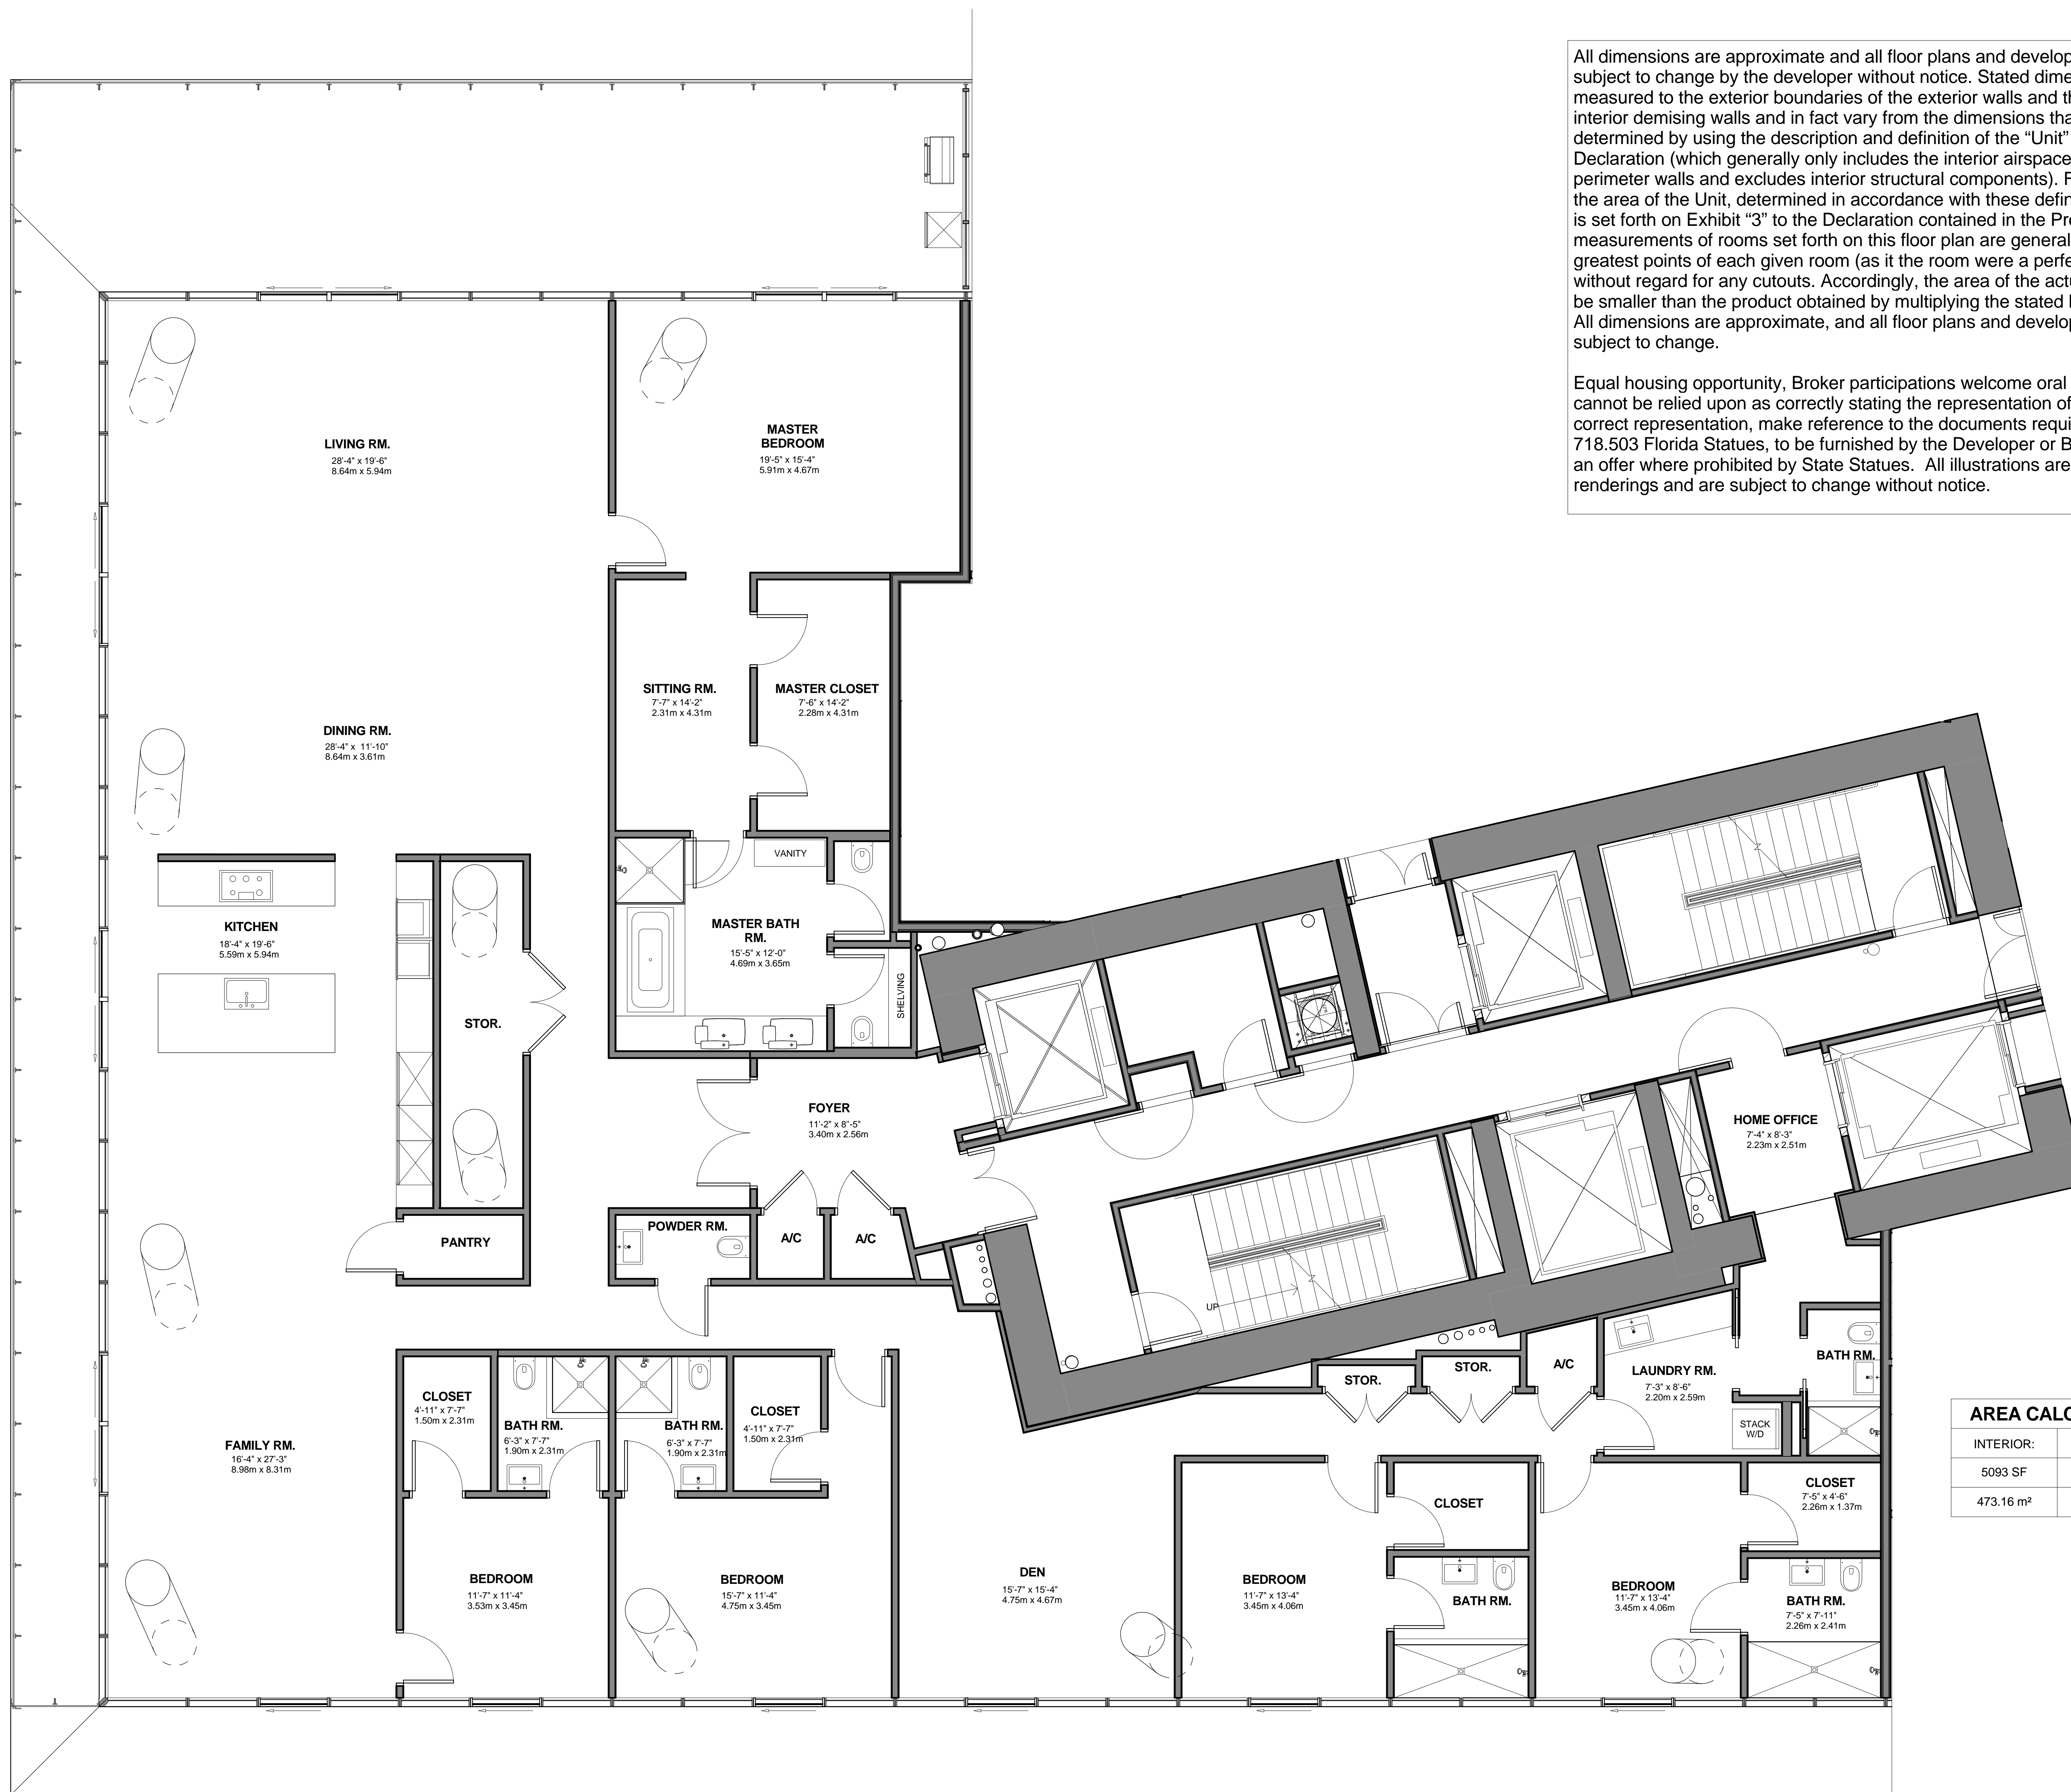 All dimensions are approximate and all floor plans and develop
subject to change by the developer without notice. Stated dime
measured to the exterior boundaries of the exterior walls and th
interior demising walls and in fact vary from the dimensions tha
determined by using the description and definition of the “Unit”
Declaration (which generally only includes the interior airspace
perimeter walls and excludes interior structural components). F
the area of the Unit, determined in accordance with these defin
is set forth on Exhibit “3” to the Declaration contained in the Pr
measurements of rooms set forth on this floor plan are general
greatest points of each given room (as it the room were a perfe
without regard for any cutouts. Accordingly, the area of the actu
be smaller than the product obtained by multiplying the stated l
All dimensions are approximate, and all floor plans and develop
subject to change.
Equal housing opportunity, Broker participations welcome oral
cannot be relied upon as correctly stating the representation of
correct representation, make reference to the documents requi
718.503 Florida Statues, to be furnished by the Developer or B
an offer where prohibited by State Statues. All illustrations are
renderings and are subject to change without notice.
LIVING RM.
28'-4" x 19'-6"
8.64m x 5.94m
MASTER
BEDROOM
19'-5" x 15'-4"
5.91m x 4.67m
SITTING RM.
7'-7" x 14'-2"
2.31m x 4.31m
MASTER CLOSET
7'-6" x 14'-2"
2.28m x 4.31m
DINING RM.
28'-4" x 11'-10"
8.64m x 3.61m
VANITY
KITCHEN
18'-4" x 19'-6"
5.59m x 5.94m
MASTER BATH
RM.
15'-5" x 12'-0"
4.69m x 3.65m
SHELVING
STOR.
FOYER
11'-2" x 8'-5"
3.40m x 2.56m
HOME OFFICE
7'-4" x 8'-3"
2.23m x 2.51m
POWDER RM.
A/C
A/C
PANTRY
UP
STOR.
STOR.
A/C
LAUNDRY RM.
7'-3" x 8'-6"
2.20m x 2.59m
BATH RM.
STACK
W/D
CLOSET
4'-11" x 7'-7"
1.50m x 2.31m
BATH RM.
6'-3" x 7'-7"
1.90m x 2.31m
BATH RM.
6'-3" x 7'-7"
1.90m x 2.31m
CLOSET
4'-11" x 7'-7"
1.50m x 2.31m
FAMILY RM.
16'-4" x 27'-3"
8.98m x 8.31m
AREA CALC
INTERIOR:
5093 SF
473.16 m²
CLOSET
CLOSET
7'-5" x 4'-6"
2.26m x 1.37m
BEDROOM
11'-7" x 11'-4"
3.53m x 3.45m
BEDROOM
15'-7" x 11'-4"
4.75m x 3.45m
DEN
15'-7" x 15'-4"
4.75m x 4.67m
BEDROOM
11'-7" x 13'-4"
3.45m x 4.06m
BATH RM.
BEDROOM
11'-7" x 13'-4"
3.45m x 4.06m
BATH RM.
7'-5" x 7'-11"
2.26m x 2.41m